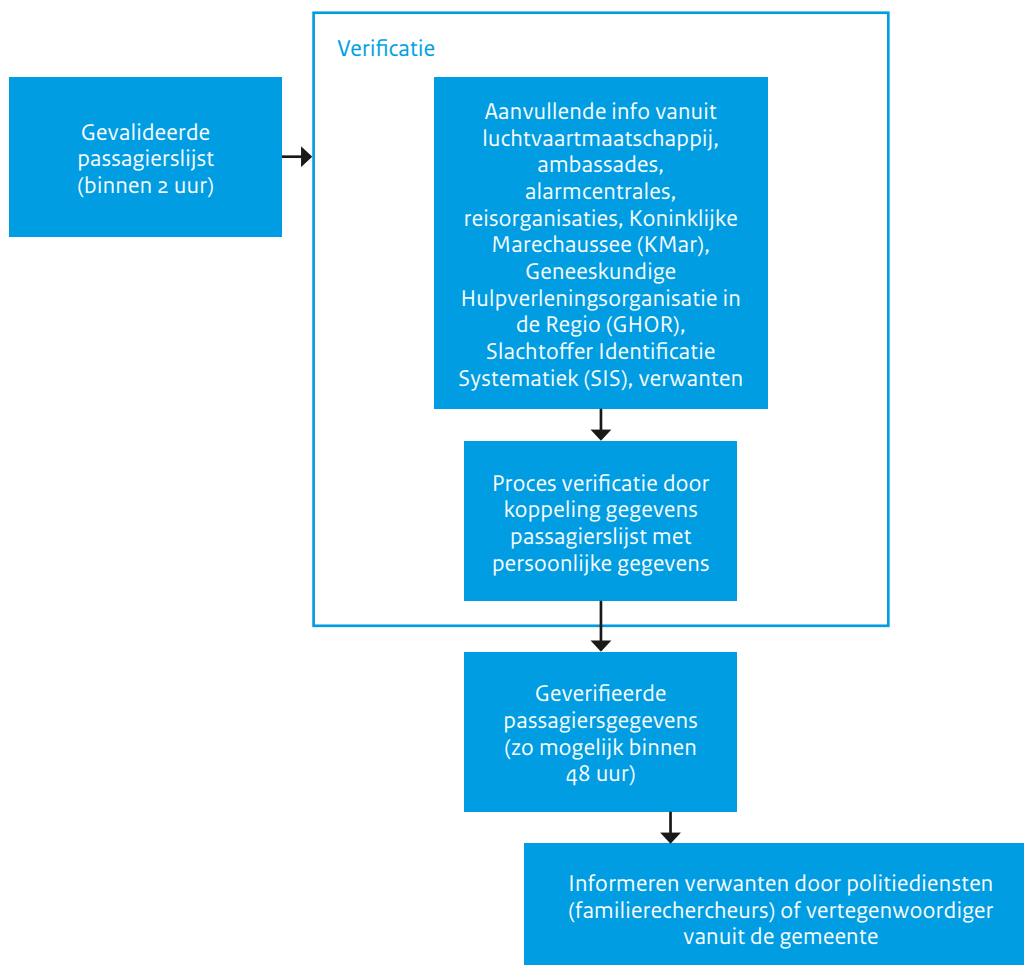 Verificatie
Gevalideerde
passagierslijst
(binnen 2 uur)
Aanvullende info vanuit
luchtvaartmaatschappij,
ambassades,
alarmcentrales,
reisorganisaties, Koninklijke
Marechaussee (KMar),
Geneeskundige
Hulpverleningsorganisatie in
de Regio (GHOR),
Slachtoffer Identificatie
Systematiek (SIS), verwanten
Proces verificatie door
koppeling gegevens
passagierslijst met
persoonlijke gegevens
Geverifieerde
passagiersgegevens
(zo mogelijk binnen
48 uur)
Informeren verwanten door politiediensten
(familierechercheurs) of vertegenwoordiger
vanuit de gemeente